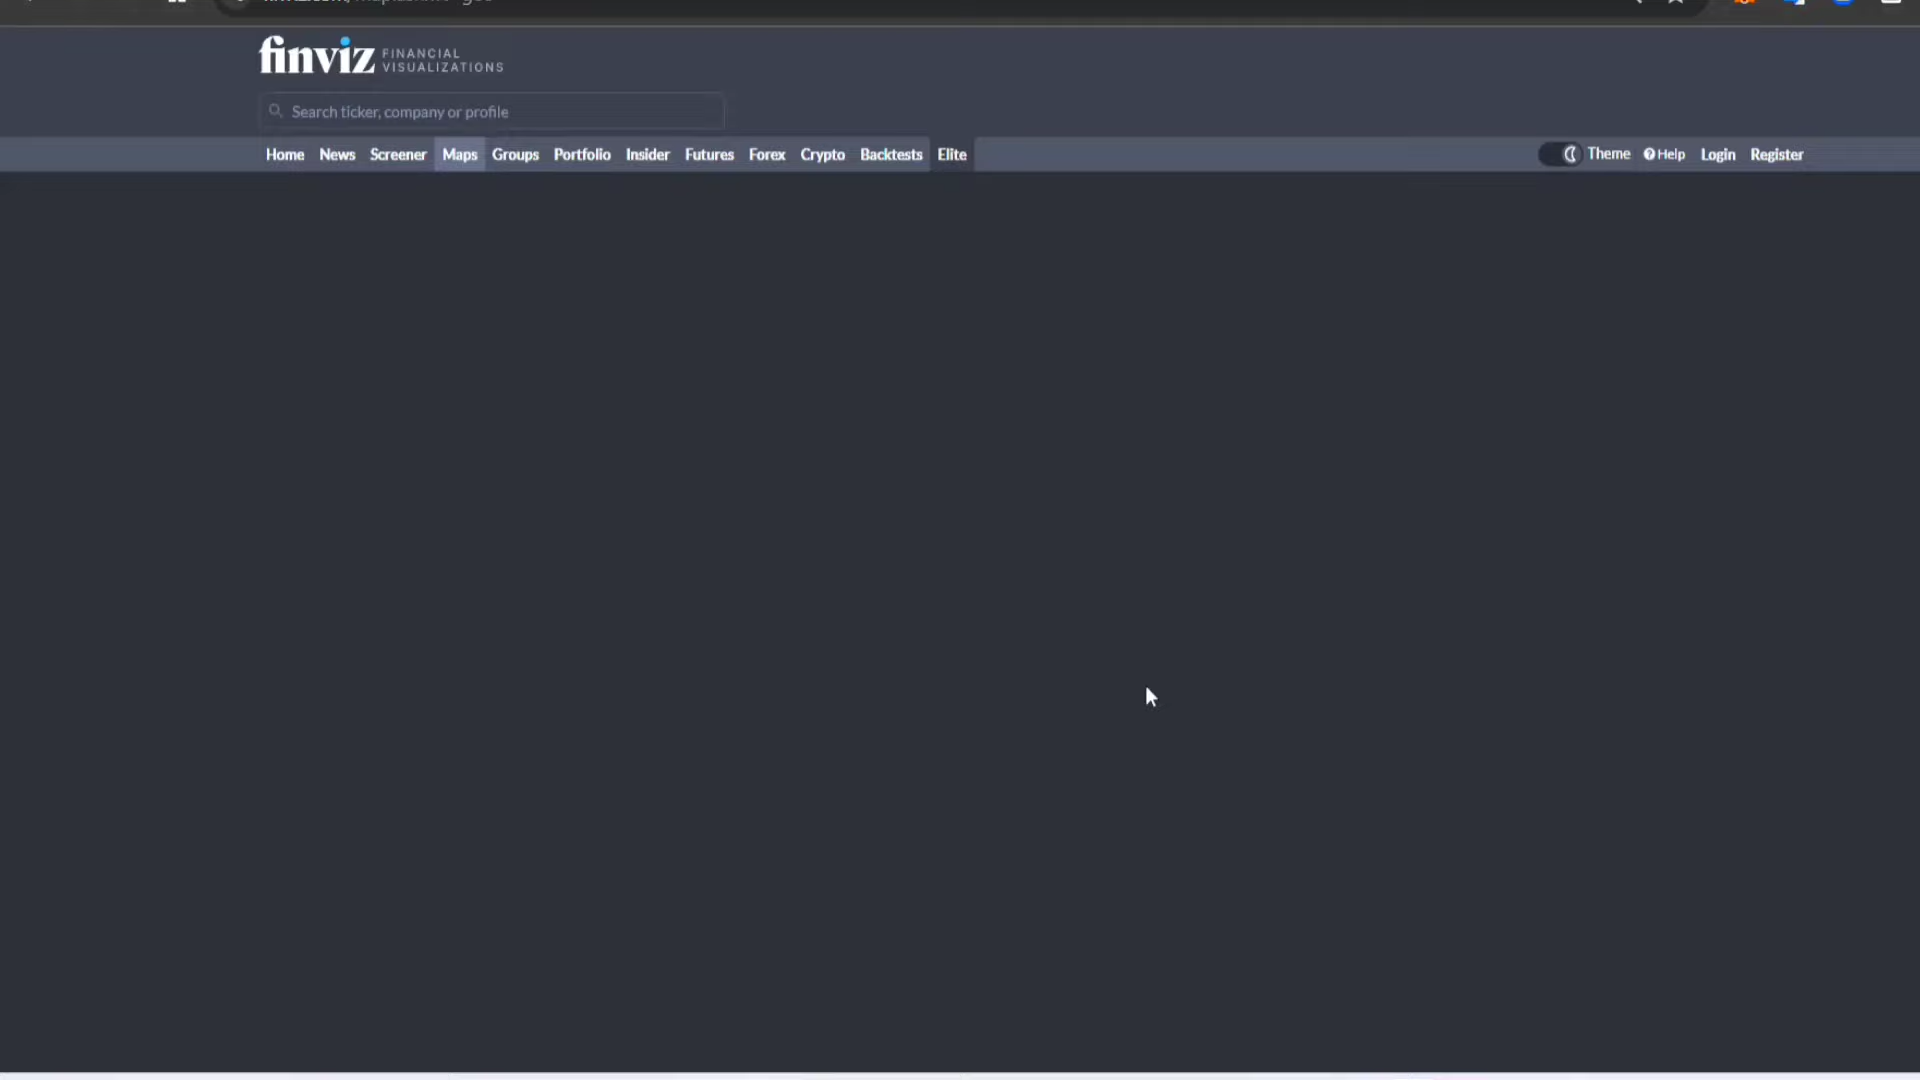 finviz FINANCIAL
VISUALIZATIONS
Search ticker, company or profile
Home News Screener Maps Groups Portfolio Insider Futures Forex Crypto Backtests Elite Theme Help Login Register